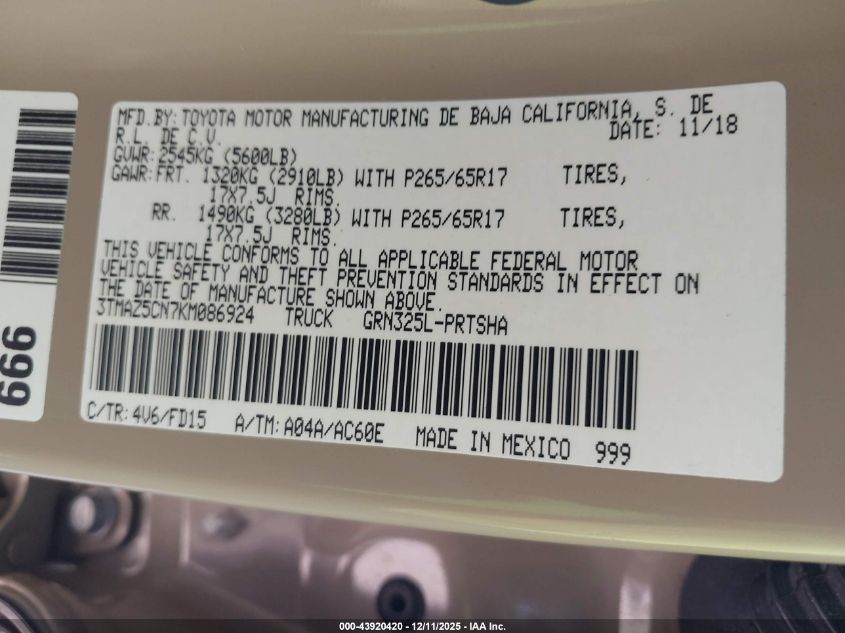 MFD.BY:TOYOTA MOTOR MANUFACTURING DE BAJA CALIFORNIA, S. DE
R.L. DE C.V.
DATE: 11/18
GVWR:2545KG (5600LB)
GAWR:FRT. 1320KG (2910LB) WITH P265/65R17 TIRES,
17X7.5J RIMS.
RR. 1490KG (3280LB) WITH P265/65R17 TIRES,
17X7.5J RIMS.
THIS VEHICLE CONFORMS TO ALL APPLICABLE FEDERAL MOTOR
VEHICLE SAFETY AND THEFT PREVENTION STANDARDS IN EFFECT ON
THE DATE OF MANUFACTURE SHOWN ABOVE.
3TMAZ5CN7KM086924 TRUCK GRN325L-PRTSHA
C/TR:4V6/FD15 A/TM:A04A/AC60E MADE IN MEXICO 999
999
000-43920420 - 12/11/2025 - IAA Inc.